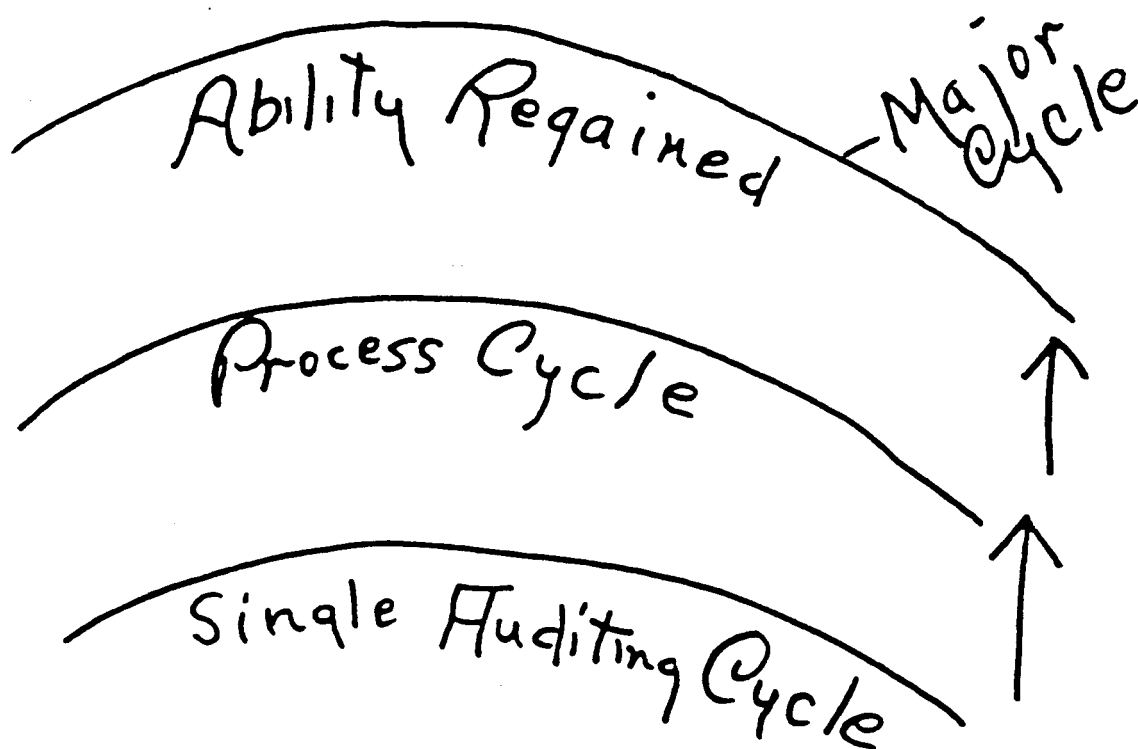 Major
Cycle
Ability Regained
Process Cycle
Single Auditing Cycle